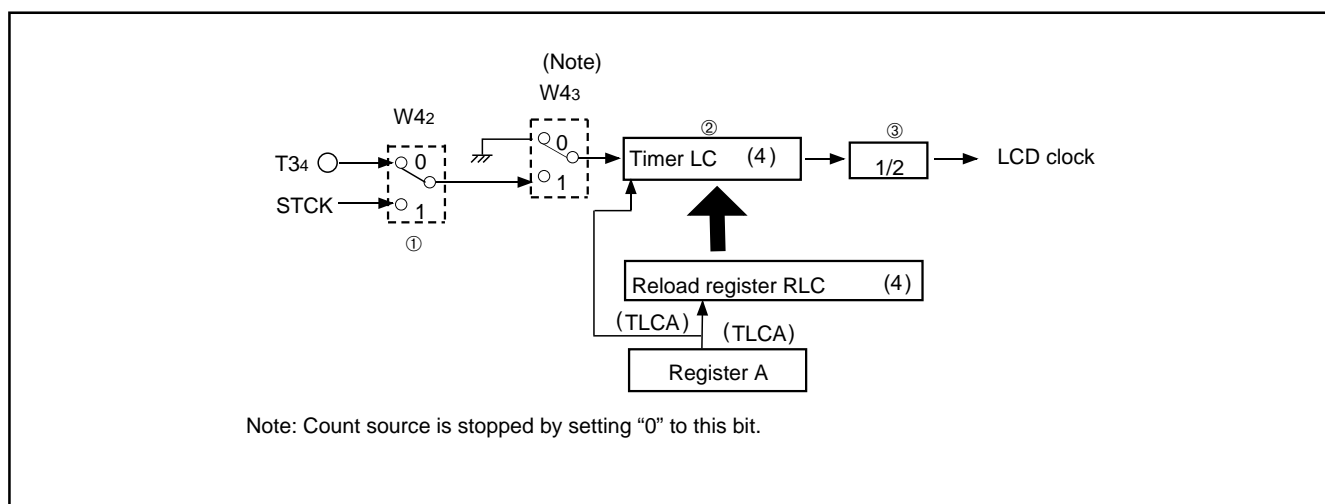 (Note)
W43
W42
0
1
T34
STCK
①
0
1
②
Timer LC (4)
③
1/2
LCD clock
Reload register RLC (4)
(TLCA)
(TLCA)
Register A
Note: Count source is stopped by setting “0” to this bit.